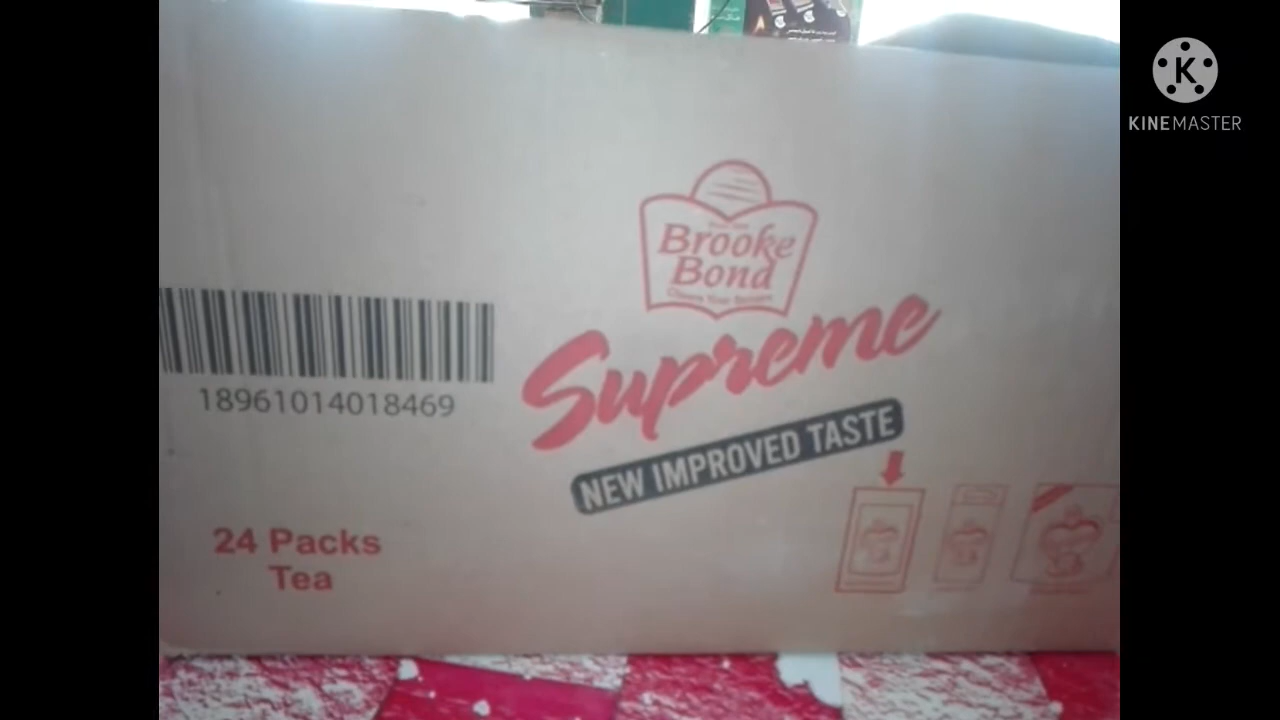 KINEMASTER
Brooke
Bond
Supreme
NEW IMPROVED TASTE
18961014018469
24 Packs
Tea